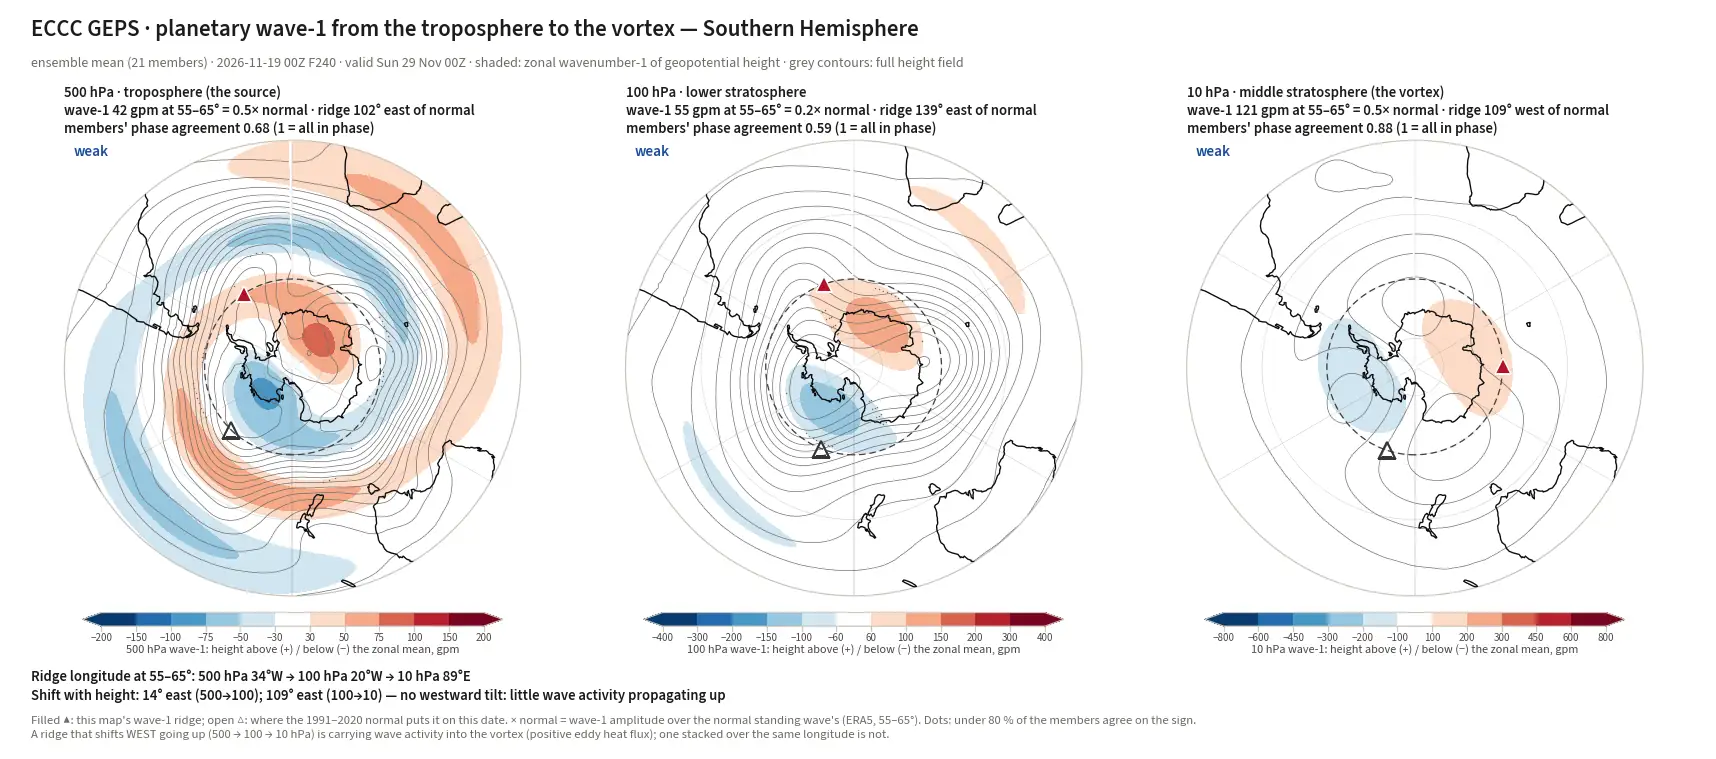 ECCC GEPS · planetary wave-1 from the troposphere to the vortex — Southern Hemisphere
ensemble mean (21 members) · 2026-11-19 00Z F240 · valid Sun 29 Nov 00Z · shaded: zonal wavenumber-1 of geopotential height · grey contours: full height field
500 hPa · troposphere (the source)
wave-1 42 gpm at 55–65° = 0.5× normal · ridge 102° east of normal
members' phase agreement 0.68 (1 = all in phase)
weak
100 hPa · lower stratosphere
wave-1 55 gpm at 55–65° = 0.2× normal · ridge 139° east of normal
members' phase agreement 0.59 (1 = all in phase)
weak
10 hPa · middle stratosphere (the vortex)
wave-1 121 gpm at 55–65° = 0.5× normal · ridge 109° west of normal
members' phase agreement 0.88 (1 = all in phase)
weak
−200 −150 −100 −75 −50 −30 30 50 75 100 150 200
500 hPa wave-1: height above (+) / below (−) the zonal mean, gpm
−400 −300 −200 −150 −100 −60 60 100 150 200 300 400
100 hPa wave-1: height above (+) / below (−) the zonal mean, gpm
−800 −600 −450 −300 −200 −100 100 200 300 450 600 800
10 hPa wave-1: height above (+) / below (−) the zonal mean, gpm
Ridge longitude at 55–65°: 500 hPa 34°W → 100 hPa 20°W → 10 hPa 89°E
Shift with height: 14° east (500→100); 109° east (100→10) — no westward tilt: little wave activity propagating up
Filled ▲: this map's wave-1 ridge; open △: where the 1991–2020 normal puts it on this date. × normal = wave-1 amplitude over the normal standing wave's (ERA5, 55–65°). Dots: under 80 % of the members agree on the sign.
A ridge that shifts WEST going up (500 → 100 → 10 hPa) is carrying wave activity into the vortex (positive eddy heat flux); one stacked over the same longitude is not.